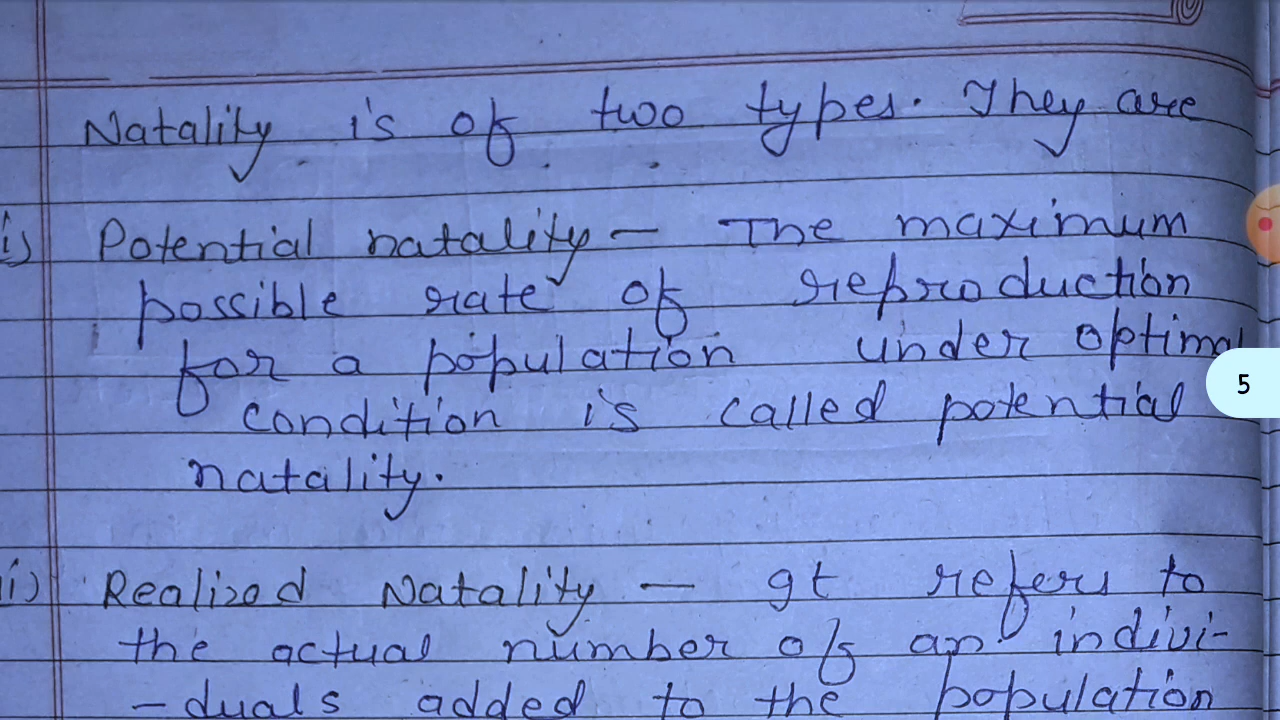 Natality is of two types. They are
i) Potential natality — The maximum
possible rate of reproduction
for a population under optimal
condition is called potential
natality.
ii) Realized Natality — It refers to
the actual number of an indivi-
-duals added to the population
5